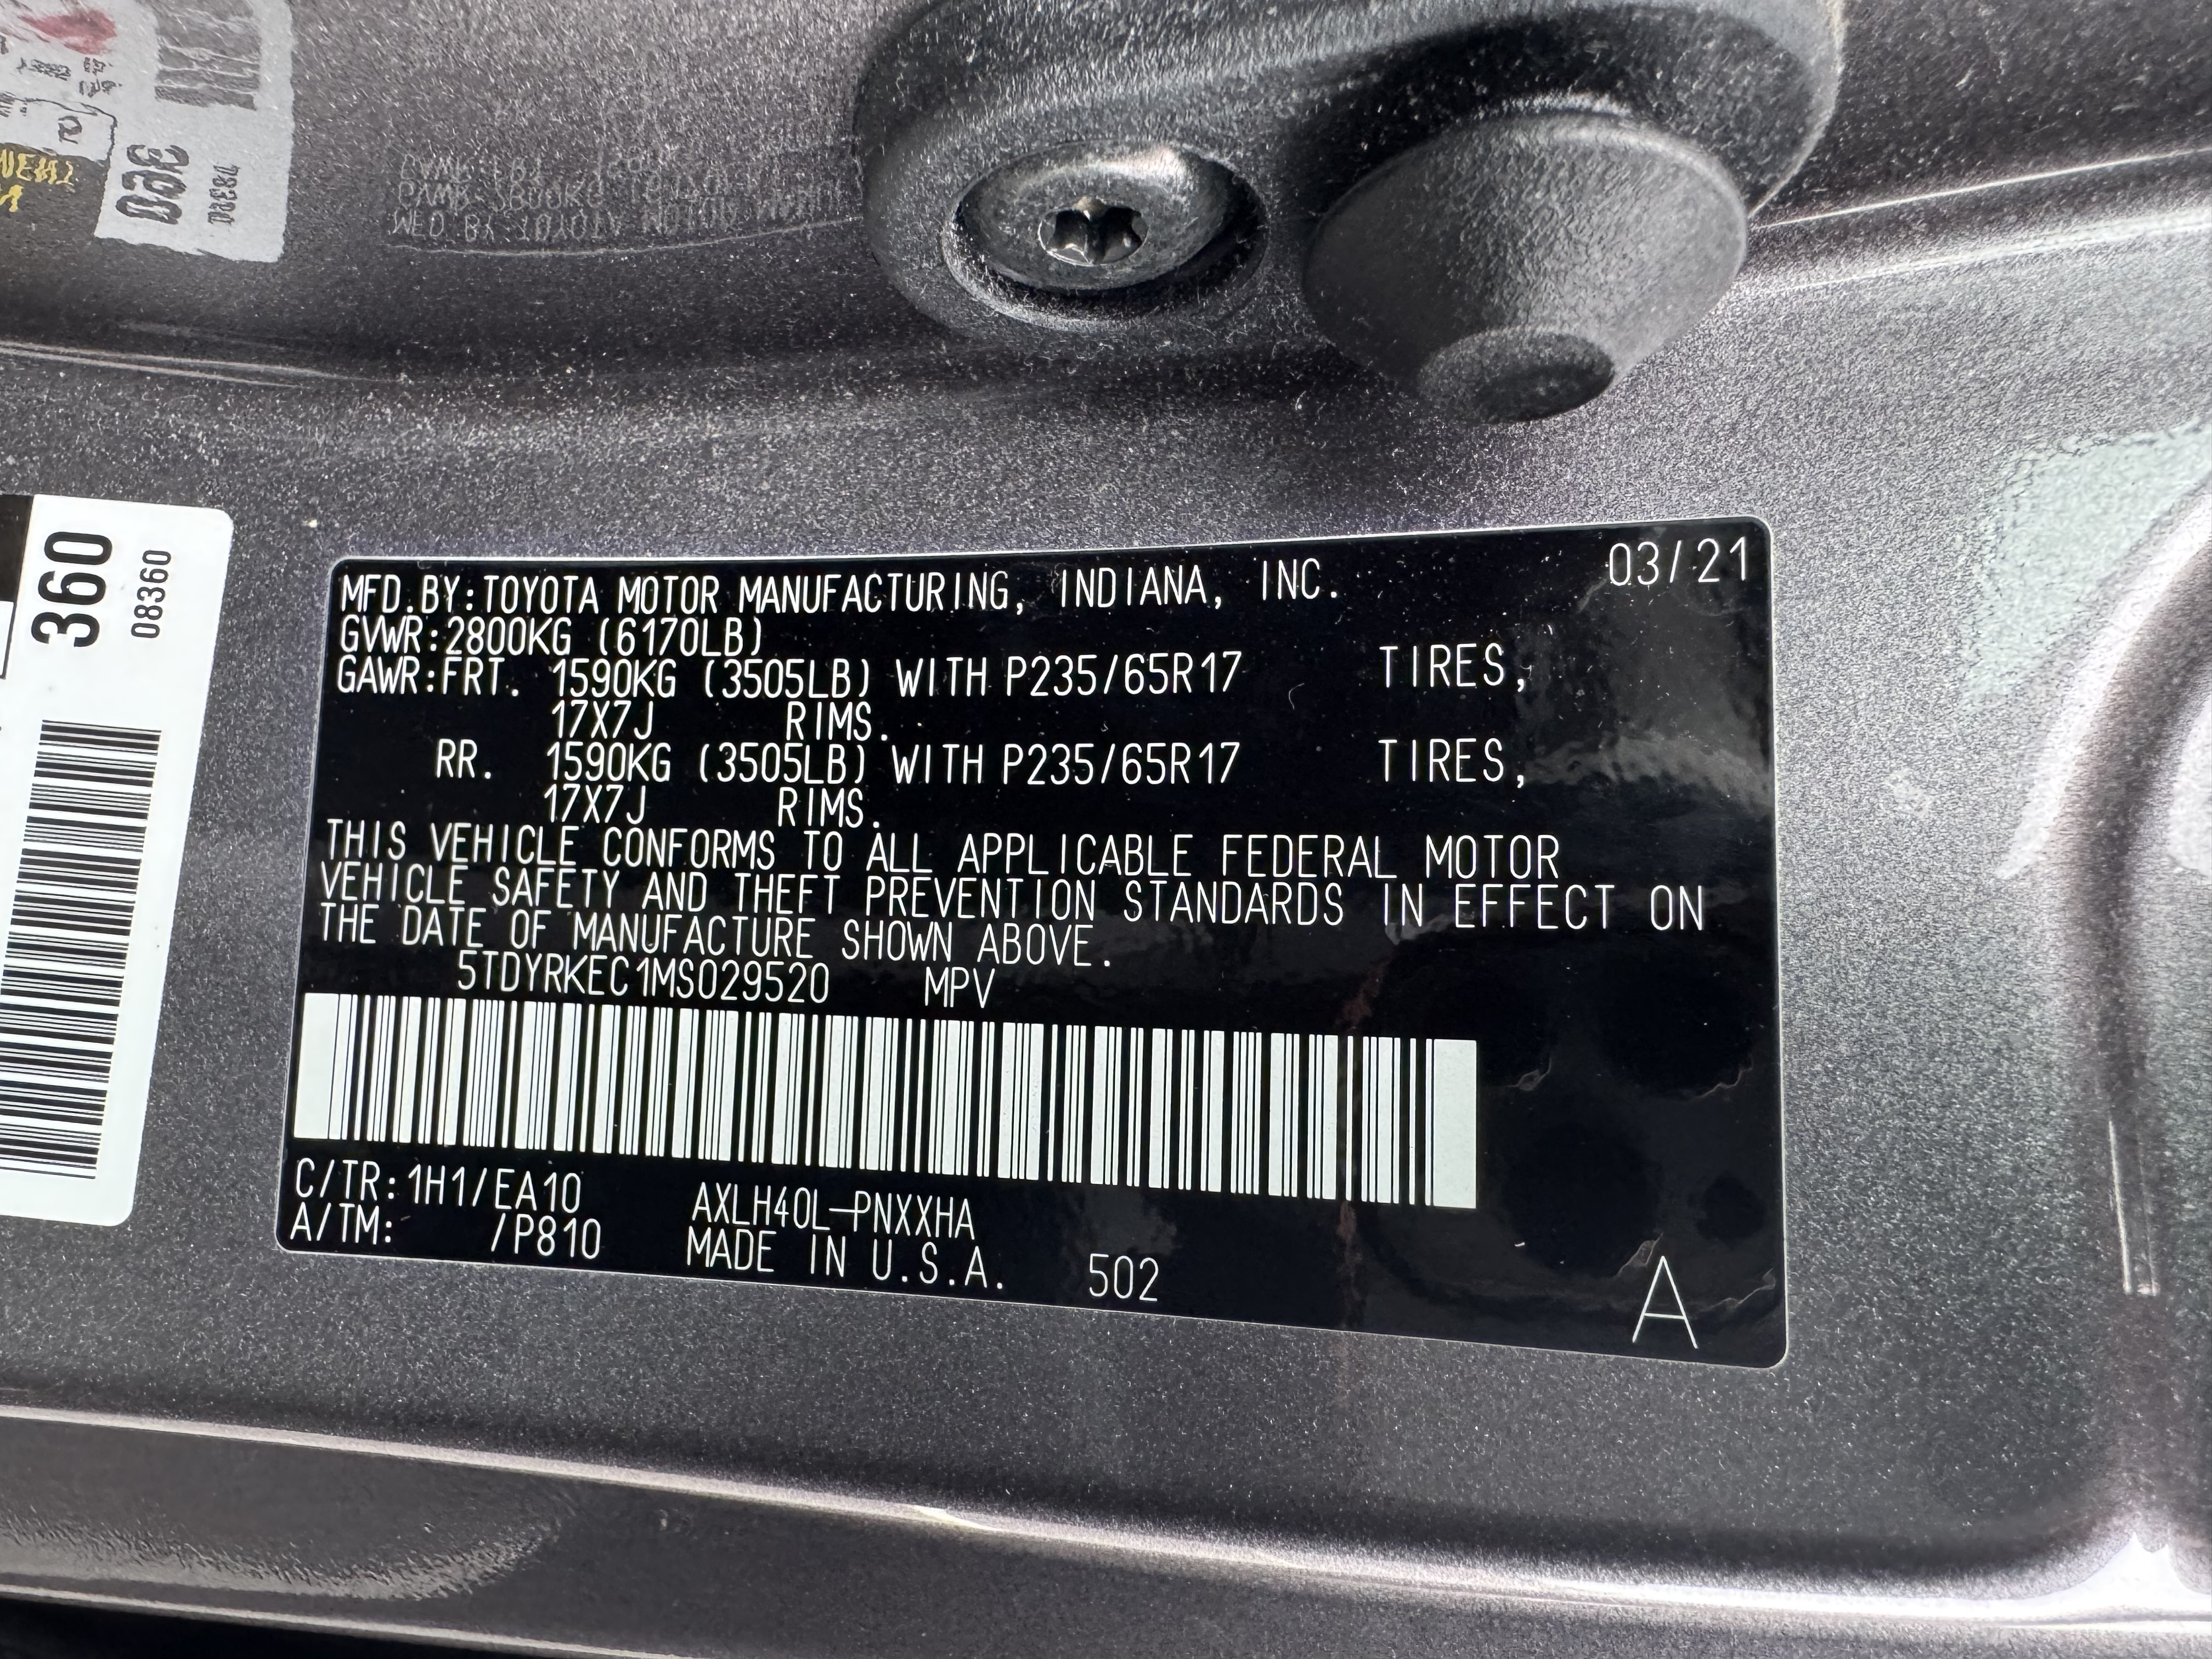 360
08360
MFD.BY:TOYOTA MOTOR MANUFACTURING, INDIANA, INC. 03/21
GVWR:2800KG (6170LB)
GAWR:FRT. 1590KG (3505LB) WITH P235/65R17 TIRES,
17X7J RIMS.
RR. 1590KG (3505LB) WITH P235/65R17 TIRES,
17X7J RIMS.
THIS VEHICLE CONFORMS TO ALL APPLICABLE FEDERAL MOTOR
VEHICLE SAFETY AND THEFT PREVENTION STANDARDS IN EFFECT ON
THE DATE OF MANUFACTURE SHOWN ABOVE.
5TDYRKEC1MS029520 MPV
C/TR:1H1/EA10 AXLH40L-PNXXHA
A/TM: /P810 MADE IN U.S.A. 502
A